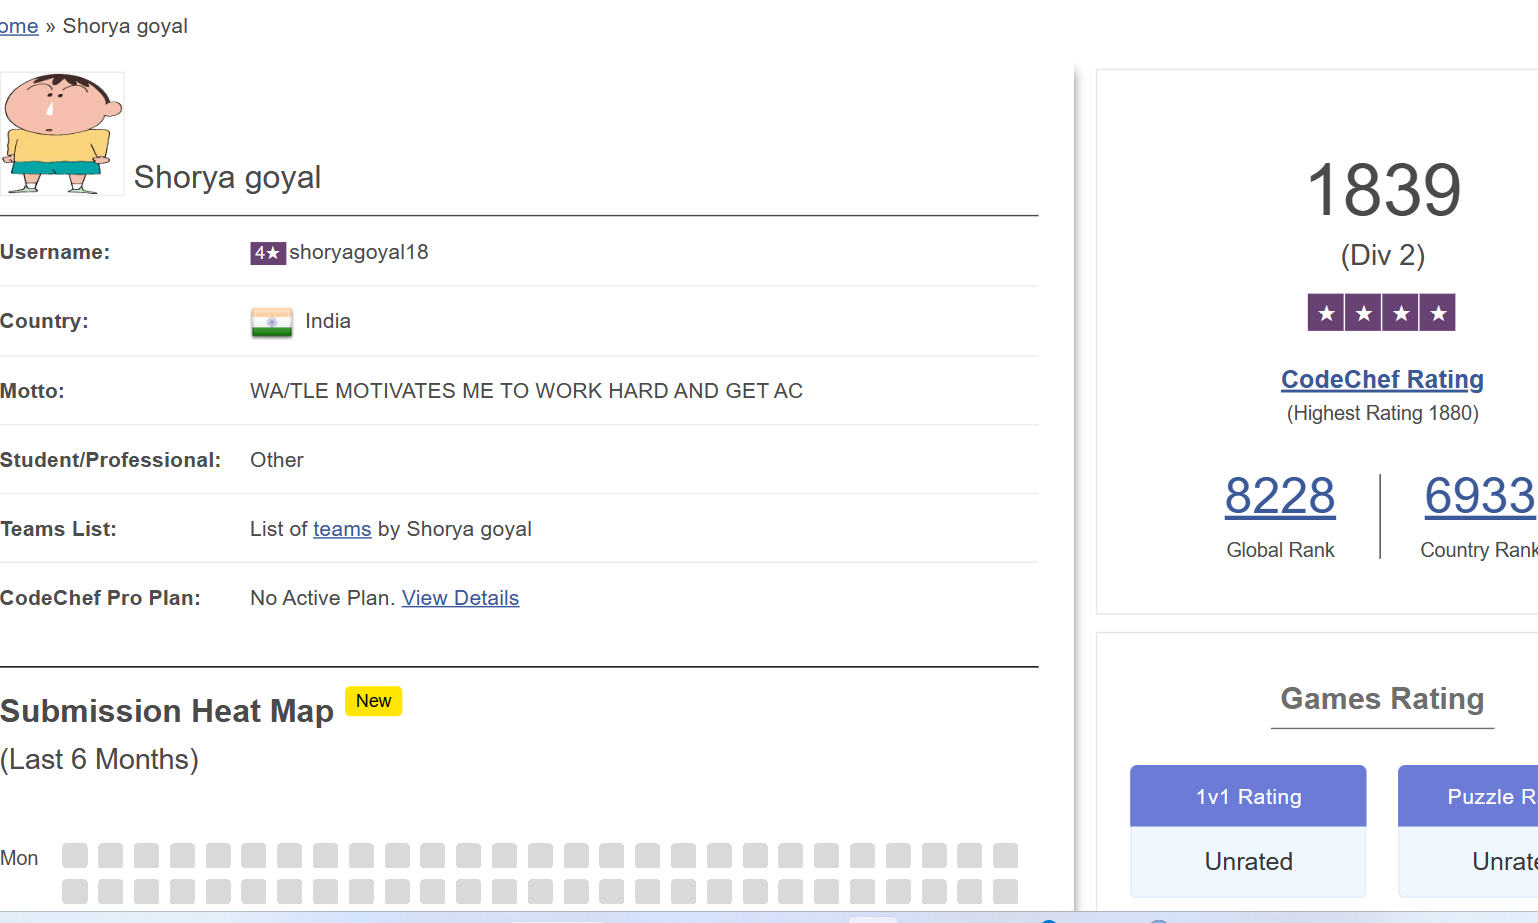 ome » Shorya goyal
Shorya goyal
Username: 4★ shoryagoyal18
Country: India
Motto: WA/TLE MOTIVATES ME TO WORK HARD AND GET AC
Student/Professional: Other
Teams List: List of teams by Shorya goyal
CodeChef Pro Plan: No Active Plan. View Details
Submission Heat Map New
(Last 6 Months)
Mon
1839
(Div 2)
★ ★ ★ ★
CodeChef Rating
(Highest Rating 1880)
8228 6933
Global Rank Country Rank
Games Rating
1v1 Rating Puzzle R
Unrated Unrate